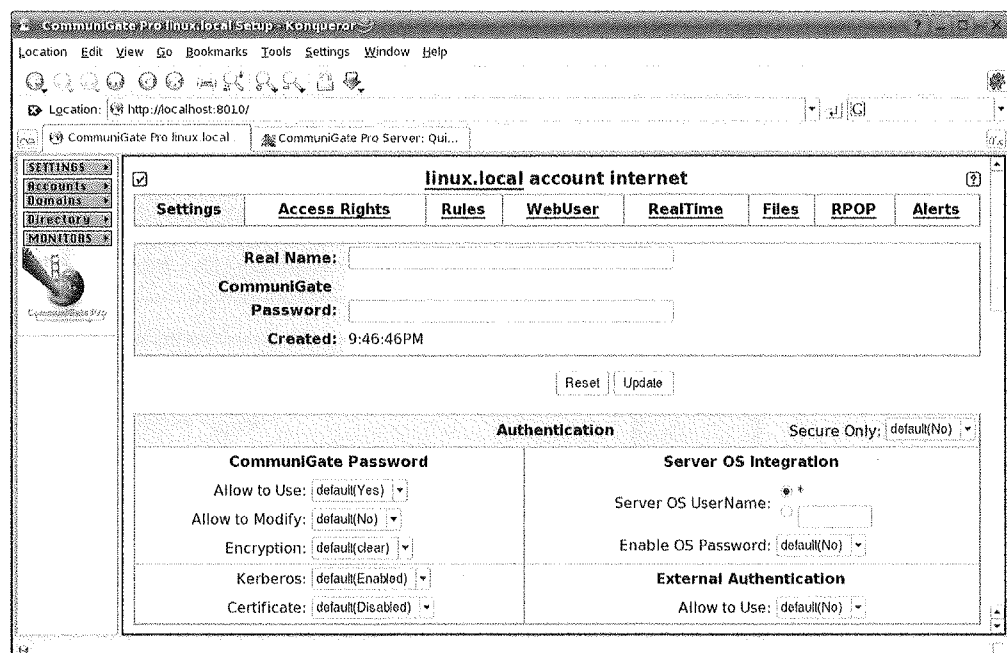 CommuniGate Pro linux.local Setup - Konqueror
Location Edit View Go Bookmarks Tools Settings Window Help
Location: http://localhost:8010/
CommuniGate Pro linux.local
CommuniGate Pro Server: Qui...
SETTINGS
Accounts
Domains
Directory
MONITORS
CommuniGate Pro
linux.local account internet
Settings Access Rights Rules WebUser RealTime Files RPOP Alerts
Real Name:
CommuniGate
Password:
Created: 9:46:46PM
Reset Update
Authentication Secure Only: default(No)
CommuniGate Password
Allow to Use: default(Yes)
Allow to Modify: default(No)
Encryption: default(clear)
Kerberos: default(Enabled)
Certificate: default(Disabled)
Server OS Integration
Server OS UserName: *
Enable OS Password: default(No)
External Authentication
Allow to Use: default(No)